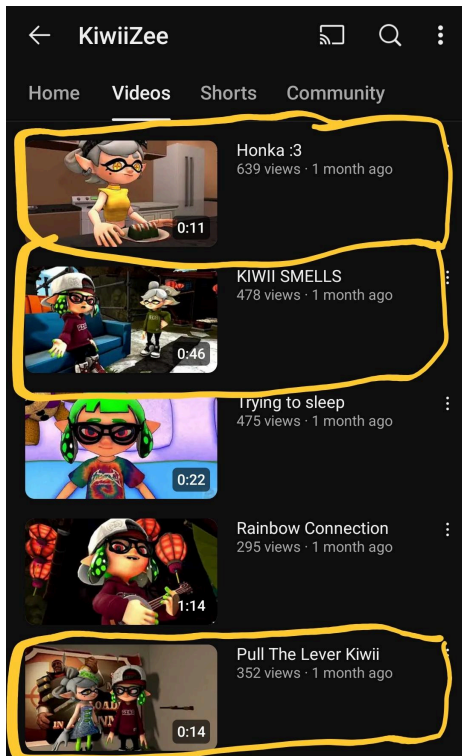 KiwiiZee
Home Videos Shorts Community
Honka :3
639 views · 1 month ago
0:11
KIWII SMELLS
478 views · 1 month ago
0:46
Trying to sleep
475 views · 1 month ago
0:22
Rainbow Connection
295 views · 1 month ago
1:14
Pull The Lever Kiwii
352 views · 1 month ago
0:14